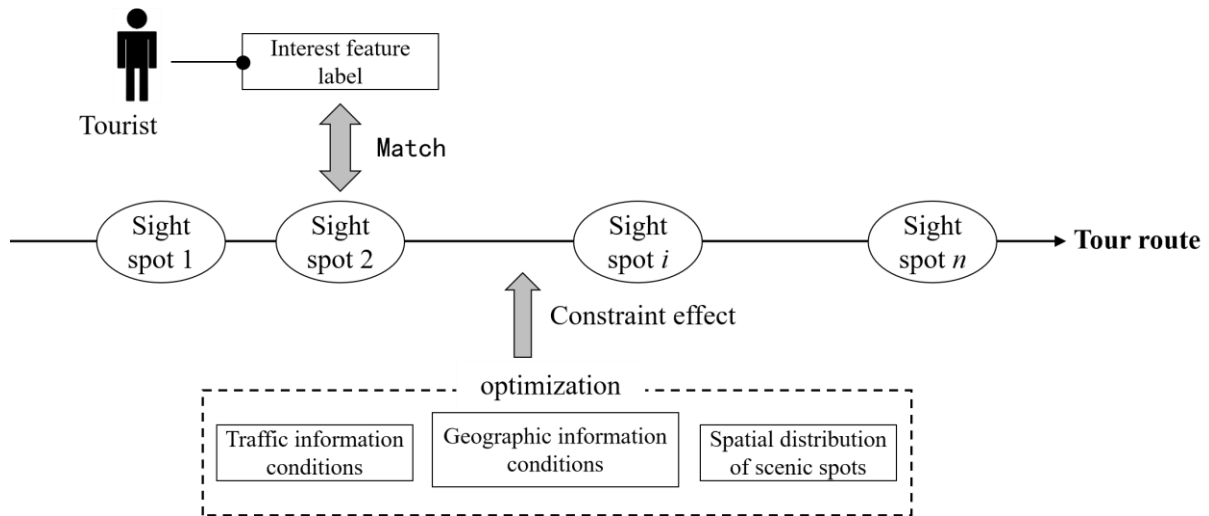 Interest feature
label
Tourist
Match
Sight
spot 1
Sight
spot 2
Sight
spot i
Sight
spot n
Tour route
Constraint effect
optimization
Traffic information
conditions
Geographic information
conditions
Spatial distribution
of scenic spots